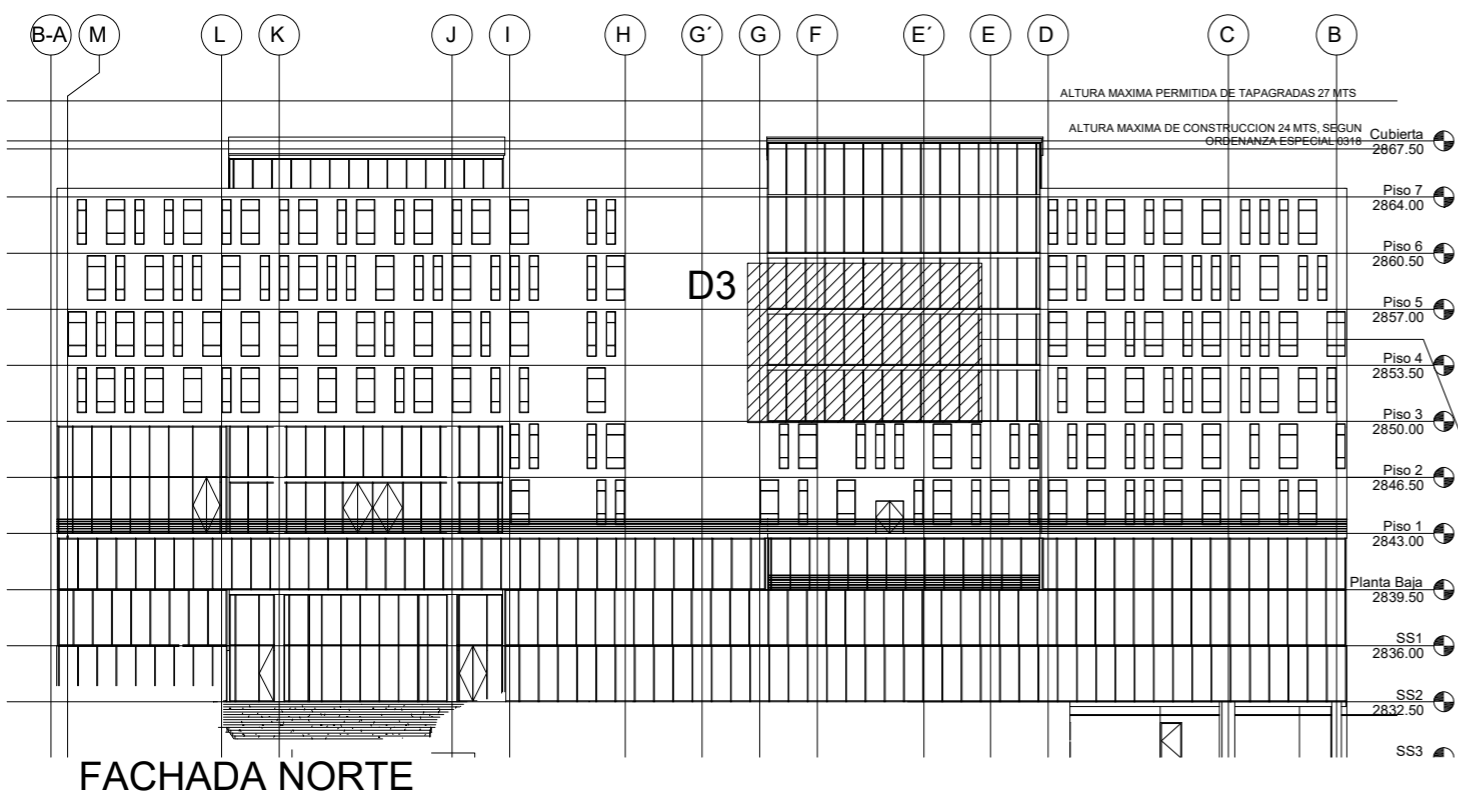 B-A M L K J I H G´ G F E´ E D C B
ALTURA MAXIMA PERMITIDA DE TAPAGRADAS 27 MTS
ALTURA MAXIMA DE CONSTRUCCION 24 MTS, SEGUN
ORDENANZA ESPECIAL 0318
Cubierta
2867.50
Piso 7
2864.00
Piso 6
2860.50
D3
Piso 5
2857.00
Piso 4
2853.50
Piso 3
2850.00
Piso 2
2846.50
Piso 1
2843.00
Planta Baja
2839.50
SS1
2836.00
SS2
2832.50
SS3
FACHADA NORTE